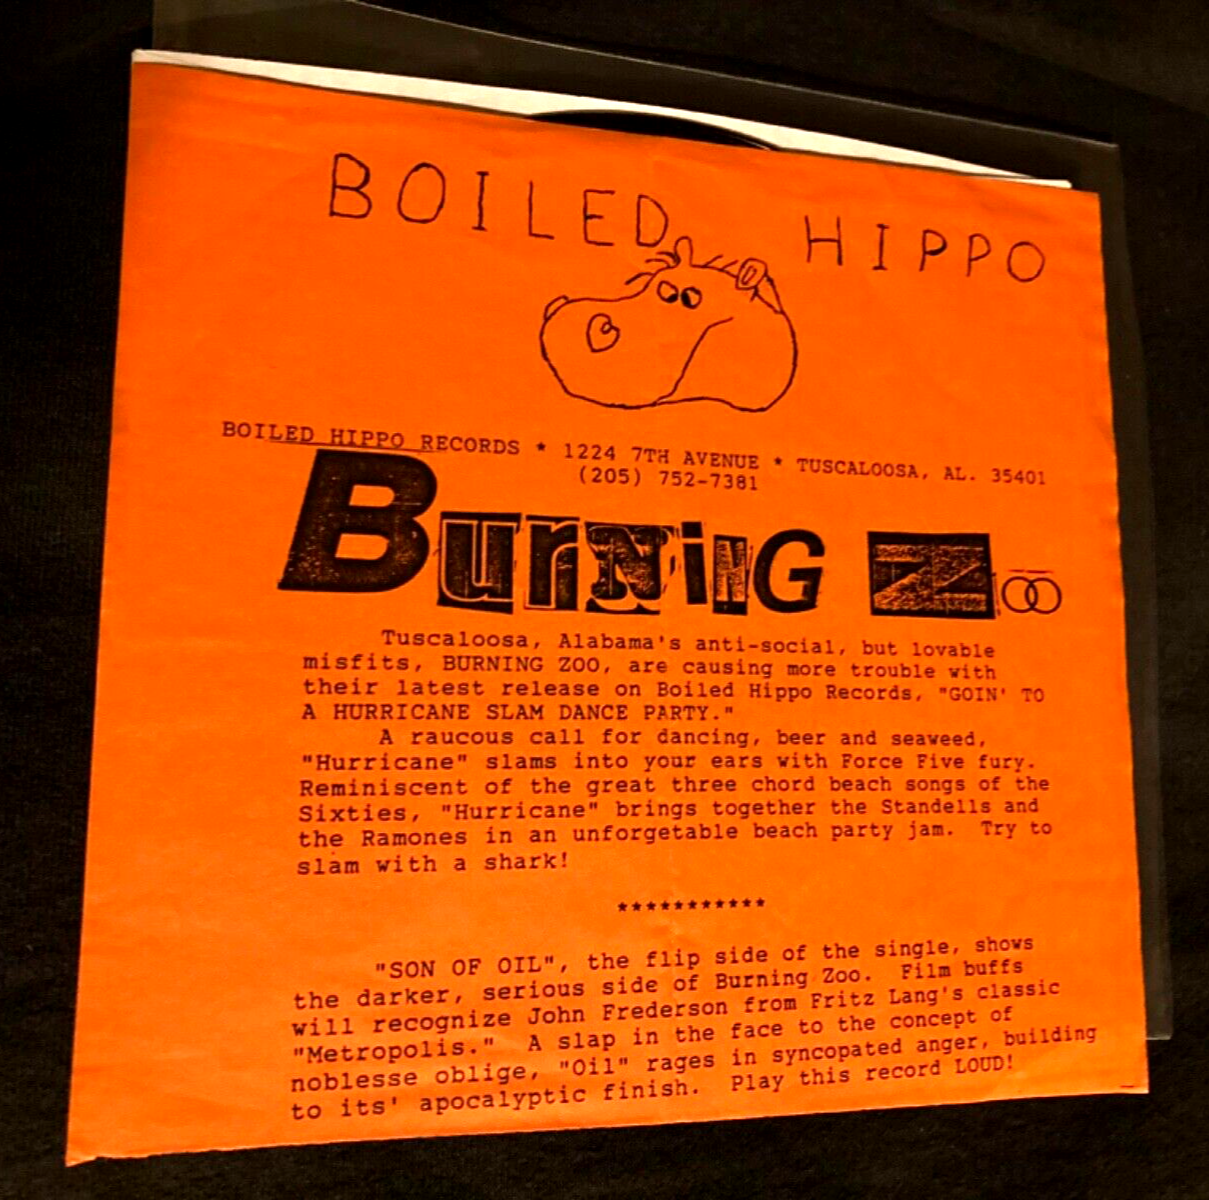 BOILED HIPPO
BOILED HIPPO RECORDS * 1224 7TH AVENUE * TUSCALOOSA, AL. 35401
(205) 752-7381
BurNiNG Zoo
Tuscaloosa, Alabama's anti-social, but lovable
misfits, BURNING ZOO, are causing more trouble with
their latest release on Boiled Hippo Records, "GOIN' TO
A HURRICANE SLAM DANCE PARTY."
A raucous call for dancing, beer and seaweed,
"Hurricane" slams into your ears with Force Five fury.
Reminiscent of the great three chord beach songs of the
Sixties, "Hurricane" brings together the Standells and
the Ramones in an unforgetable beach party jam. Try to
slam with a shark!
***********
"SON OF OIL", the flip side of the single, shows
the darker, serious side of Burning Zoo. Film buffs
will recognize John Frederson from Fritz Lang's classic
"Metropolis." A slap in the face to the concept of
noblesse oblige, "Oil" rages in syncopated anger, building
to its' apocalyptic finish. Play this record LOUD!